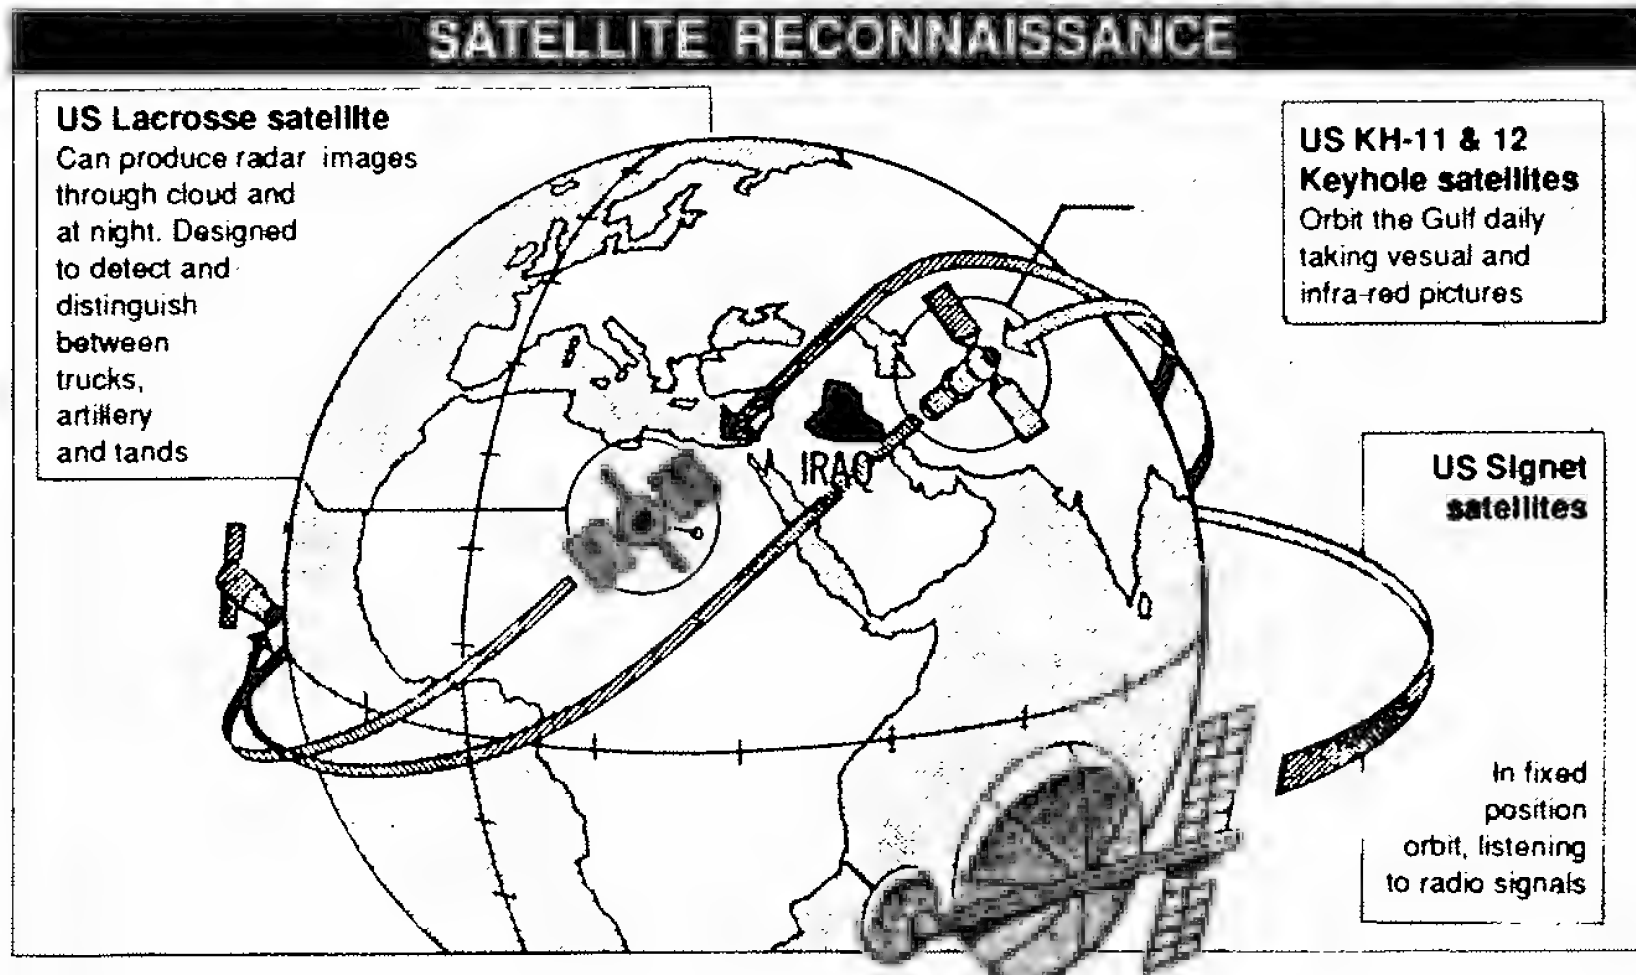 SATELLITE RECONNAISSANCE
US Lacrosse satellite
Can produce radar images
through cloud and
at night. Designed
to detect and
distinguish
between
trucks,
artillery
and tands
US KH-11 & 12
Keyhole satellites
Orbit the Gulf daily
taking vesual and
infra-red pictures
IRAQ
US Signet
satellites
In fixed
position
orbit, listening
to radio signals